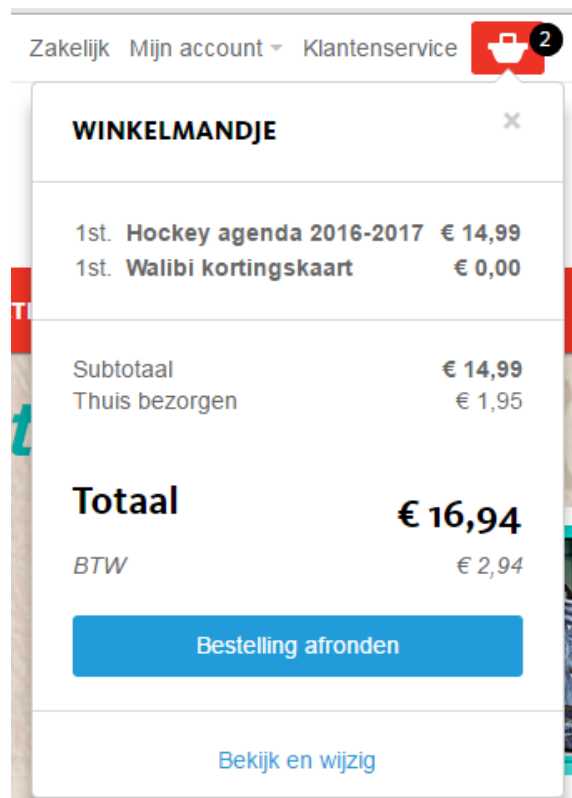 Zakelijk Mijn account Klantenservice 2
WINKELMANDJE ×
1st. Hockey agenda 2016-2017 € 14,99
1st. Walibi kortingskaart € 0,00
Subtotaal € 14,99
Thuis bezorgen € 1,95
Totaal € 16,94
BTW € 2,94
Bestelling afronden
Bekijk en wijzig